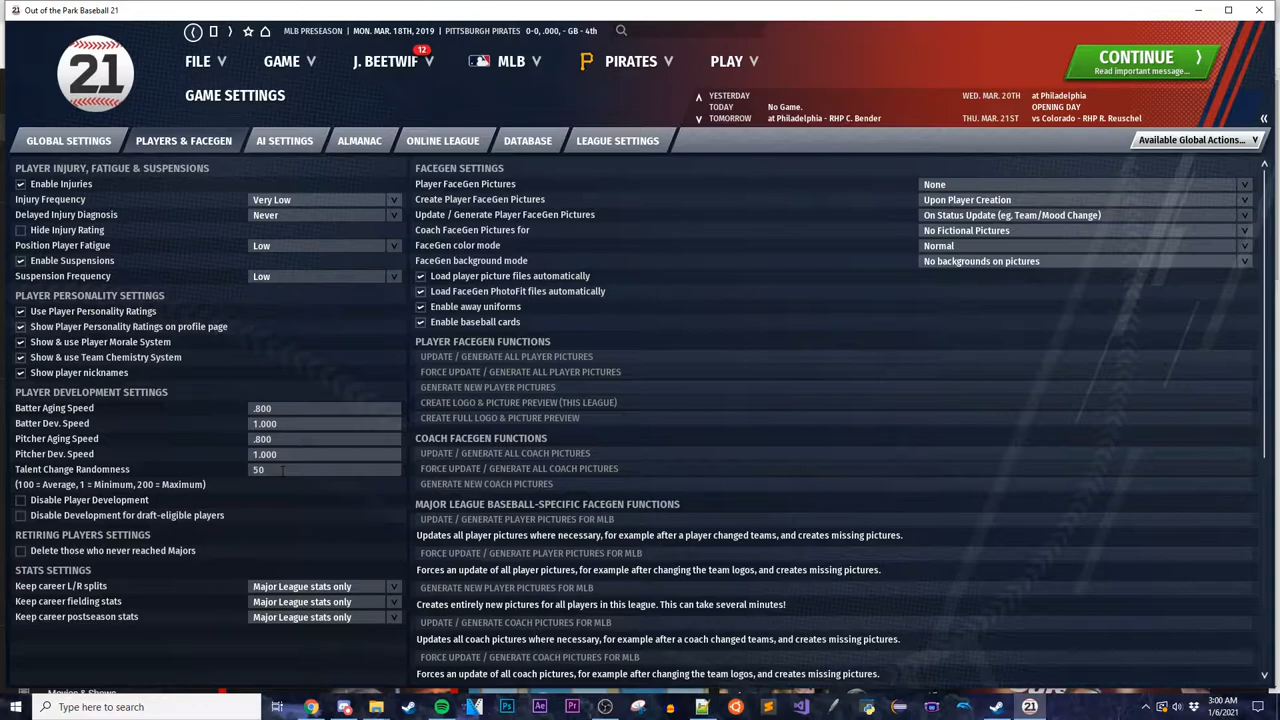 Out of the Park Baseball 21
21
MLB PRESEASON | MON. MAR. 18TH, 2019 | PITTSBURGH PIRATES 0-0, .000, - GB - 4th
FILE GAME J. BEETWIF 12 MLB PIRATES PLAY
GAME SETTINGS
CONTINUE
Read important message...
YESTERDAY
TODAY No Game.
TOMORROW at Philadelphia - RHP C. Bender
WED. MAR. 20TH at Philadelphia
OPENING DAY
THU. MAR. 21ST vs Colorado - RHP R. Reuschel
GLOBAL SETTINGS PLAYERS & FACEGEN AI SETTINGS ALMANAC ONLINE LEAGUE DATABASE LEAGUE SETTINGS Available Global Actions...
PLAYER INJURY, FATIGUE & SUSPENSIONS
Enable Injuries
Injury Frequency Very Low
Delayed Injury Diagnosis Never
Hide Injury Rating
Position Player Fatigue Low
Enable Suspensions
Suspension Frequency Low
PLAYER PERSONALITY SETTINGS
Use Player Personality Ratings
Show Player Personality Ratings on profile page
Show & use Player Morale System
Show & use Team Chemistry System
Show player nicknames
PLAYER DEVELOPMENT SETTINGS
Batter Aging Speed .800
Batter Dev. Speed 1.000
Pitcher Aging Speed .800
Pitcher Dev. Speed 1.000
Talent Change Randomness 50
(100 = Average, 1 = Minimum, 200 = Maximum)
Disable Player Development
Disable Development for draft-eligible players
RETIRING PLAYERS SETTINGS
Delete those who never reached Majors
STATS SETTINGS
Keep career L/R splits Major League stats only
Keep career fielding stats Major League stats only
Keep career postseason stats Major League stats only
FACEGEN SETTINGS
Player FaceGen Pictures None
Create Player FaceGen Pictures Upon Player Creation
Update / Generate Player FaceGen Pictures On Status Update (eg. Team/Mood Change)
Coach FaceGen Pictures for No Fictional Pictures
FaceGen color mode Normal
FaceGen background mode No backgrounds on pictures
Load player picture files automatically
Load FaceGen PhotoFit files automatically
Enable away uniforms
Enable baseball cards
PLAYER FACEGEN FUNCTIONS
UPDATE / GENERATE ALL PLAYER PICTURES
FORCE UPDATE / GENERATE ALL PLAYER PICTURES
GENERATE NEW PLAYER PICTURES
CREATE LOGO & PICTURE PREVIEW (THIS LEAGUE)
CREATE FULL LOGO & PICTURE PREVIEW
COACH FACEGEN FUNCTIONS
UPDATE / GENERATE ALL COACH PICTURES
FORCE UPDATE / GENERATE ALL COACH PICTURES
GENERATE NEW COACH PICTURES
MAJOR LEAGUE BASEBALL-SPECIFIC FACEGEN FUNCTIONS
UPDATE / GENERATE PLAYER PICTURES FOR MLB
Updates all player pictures where necessary, for example after a player changed teams, and creates missing pictures.
FORCE UPDATE / GENERATE PLAYER PICTURES FOR MLB
Forces an update of all player pictures, for example after changing the team logos, and creates missing pictures.
GENERATE NEW PLAYER PICTURES FOR MLB
Creates entirely new pictures for all players in this league. This can take several minutes!
UPDATE / GENERATE COACH PICTURES FOR MLB
Updates all coach pictures where necessary, for example after a coach changed teams, and creates missing pictures.
FORCE UPDATE / GENERATE COACH PICTURES FOR MLB
Forces an update of all coach pictures, for example after changing the team logos, and creates missing pictures.
Type here to search
3:00 AM
1/6/2021